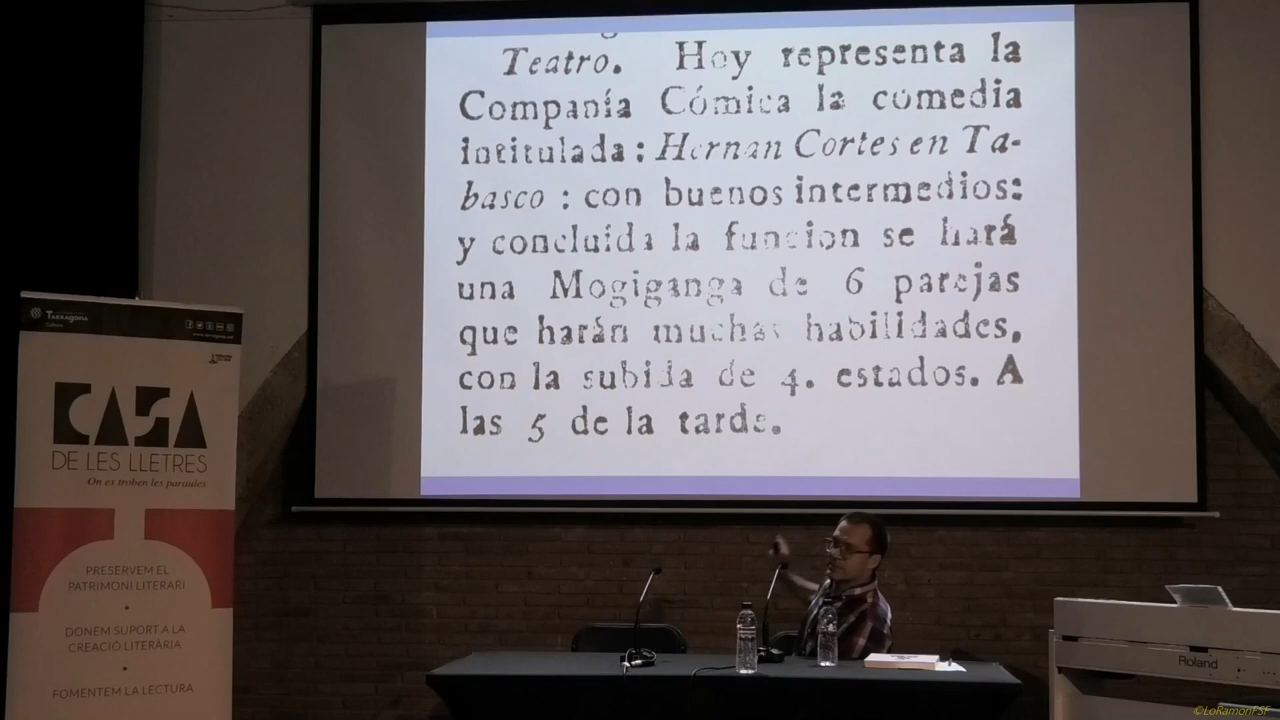 Teatro. Hoy representa la
Companía Cómica la comedia
intitulada: Hernan Cortes en Ta-
basco : con buenos intermedios:
y concluida la funcion se hará
una Mogiganga de 6 parejas
que harán muchas habilidades,
con la subida de 4. estados. A
las 5 de la tarde.
TARRAGONA
Cultura
CASA
DE LES LLETRES
On es troben les paraules
PRESERVEM EL
PATRIMONI LITERARI
•
DONEM SUPORT A LA
CREACIÓ LITERÀRIA
•
FOMENTEM LA LECTURA
Roland
©LoRamonFSF